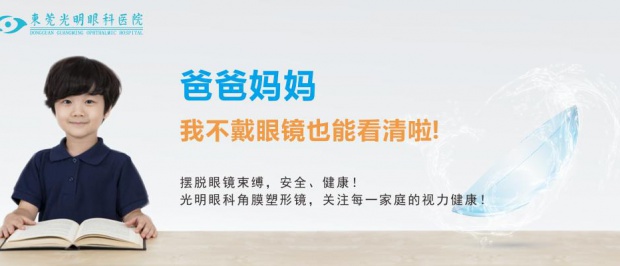 東莞光明眼科医院
DONGGUAN GUANGMING OPHTHALMIC HOSPITAL
爸爸妈妈
我不戴眼镜也能看清啦!
摆脱眼镜束缚，安全、健康！
光明眼科角膜塑形镜，关注每一家庭的视力健康！